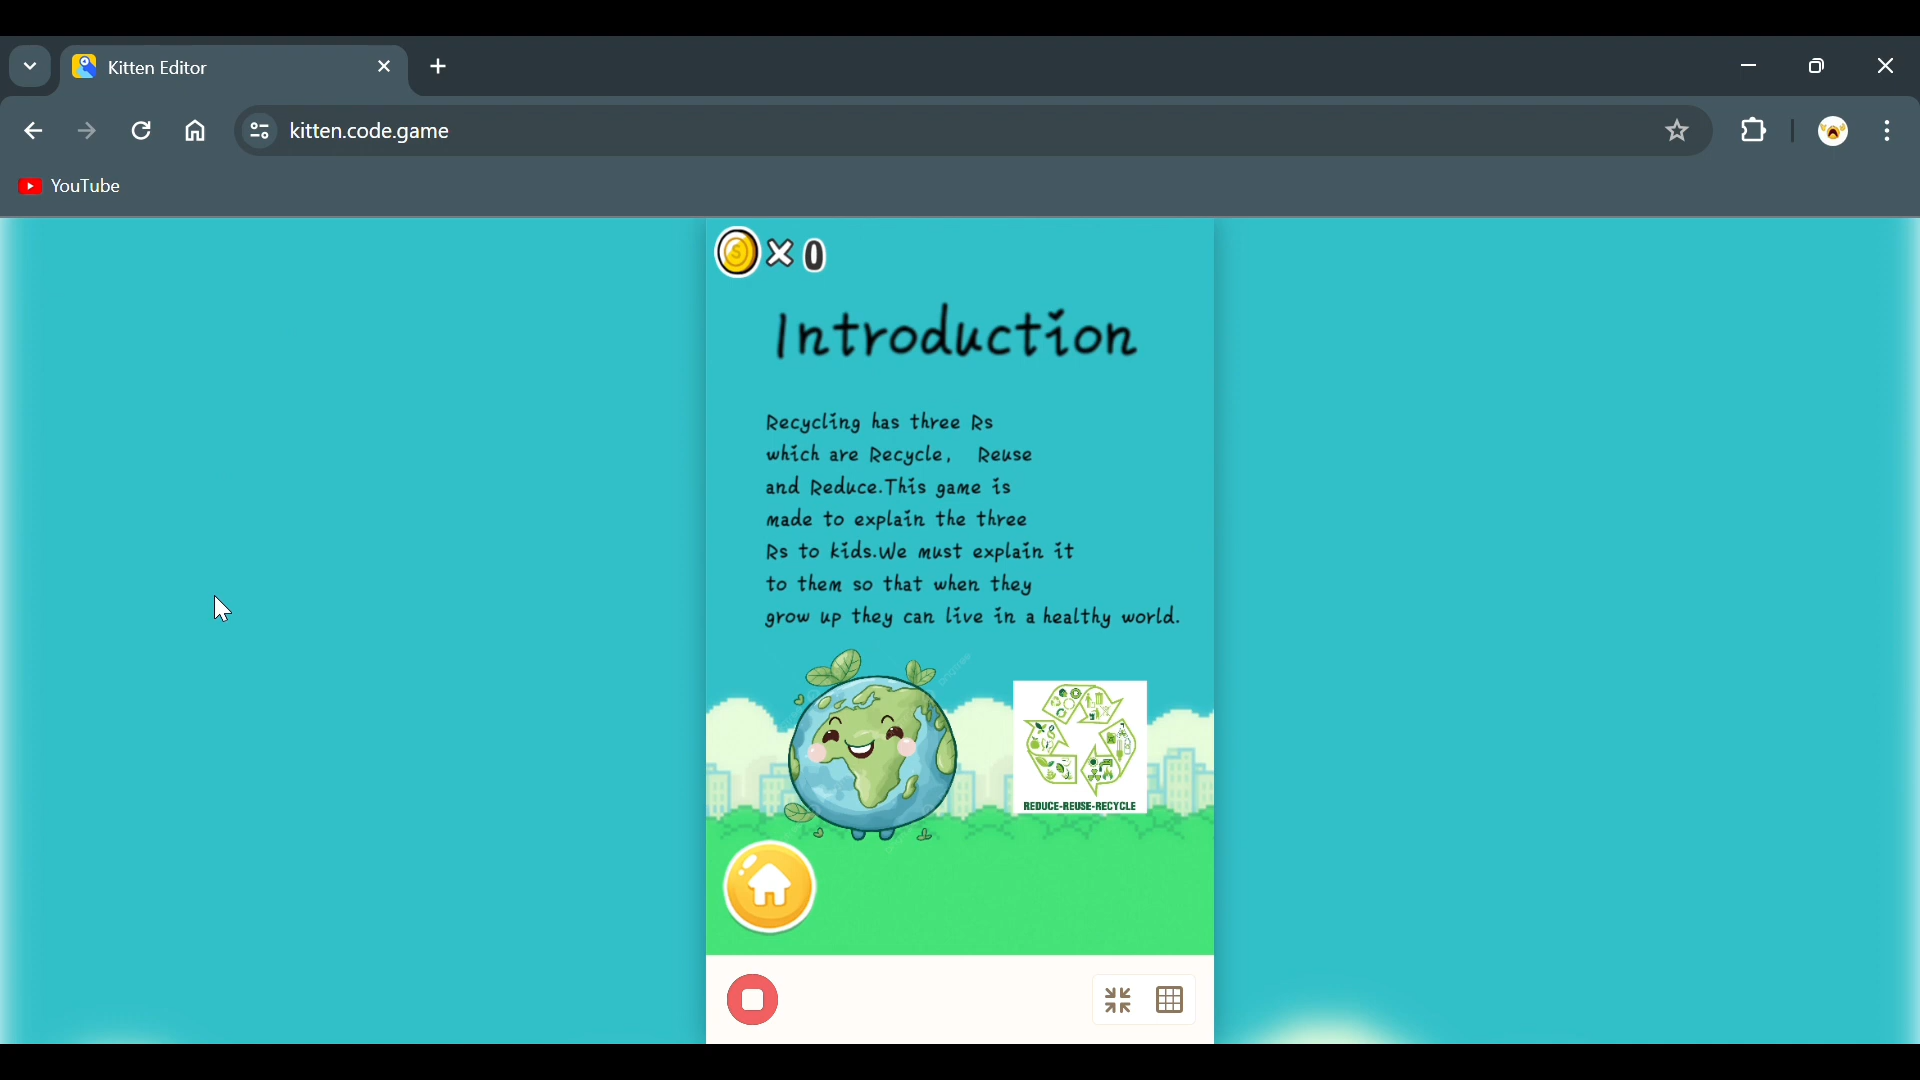 Kitten Editor
kitten.code.game
YouTube
× 0
Introduction
Recycling has three Rs
which are Recycle, Reuse
and Reduce.This game is
made to explain the three
Rs to kids.We must explain it
to them so that when they
grow up they can live in a healthy world.
REDUCE-REUSE-RECYCLE